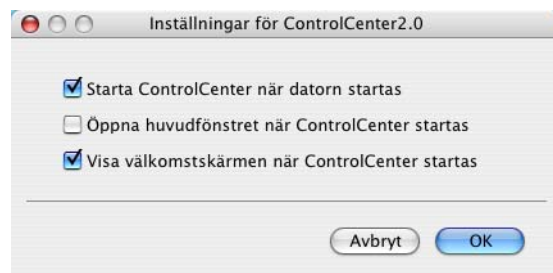 Inställningar för ControlCenter2.0
Starta ControlCenter när datorn startas
Öppna huvudfönstret när ControlCenter startas
Visa välkomstskärmen när ControlCenter startas
Avbryt
OK